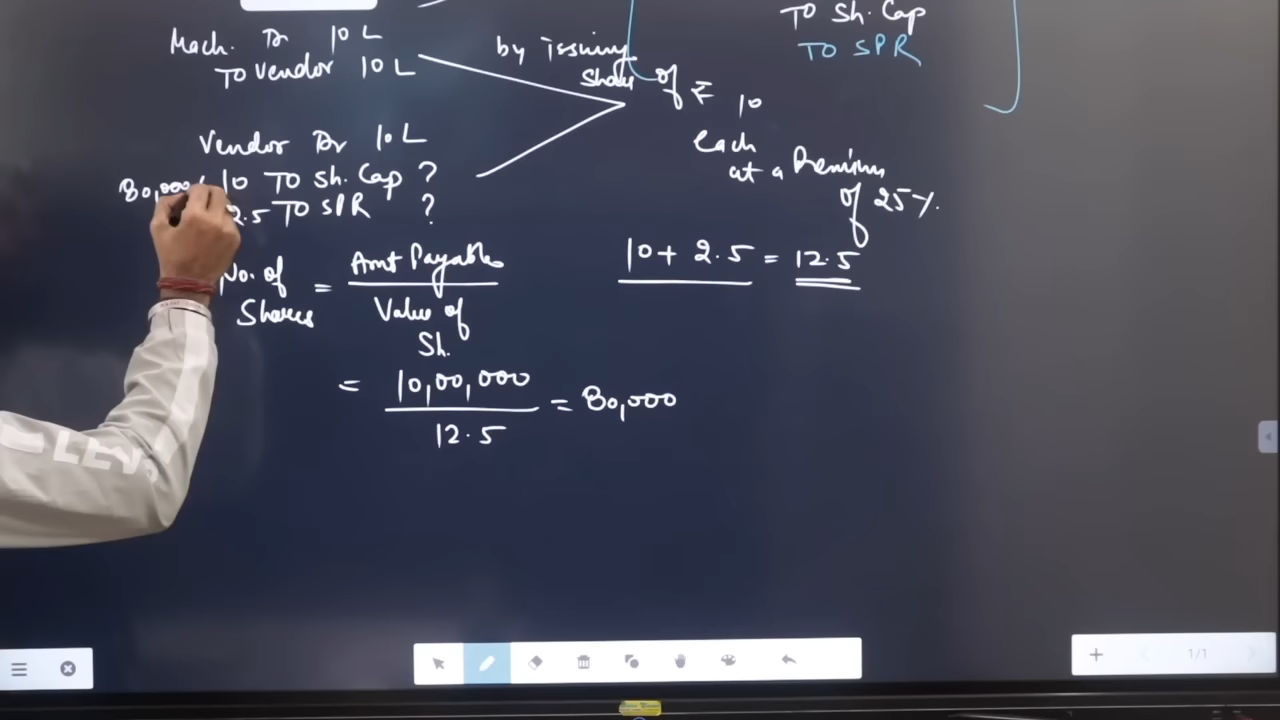 Mach. Dr 10 L
TO Vendor 10 L
by issuing
Share of ₹ 10
each
at a Premium
of 25%.
TO Sh. Cap
TO SPR
Vendor Dr 10 L
80,000 10 TO Sh. Cap ?
2.5 TO SPR ?
10 + 2.5 = 12.5
No. of Shares = Amt Payable
Value of
Sh.
= 10,00,000 = 80,000
12.5
1/1